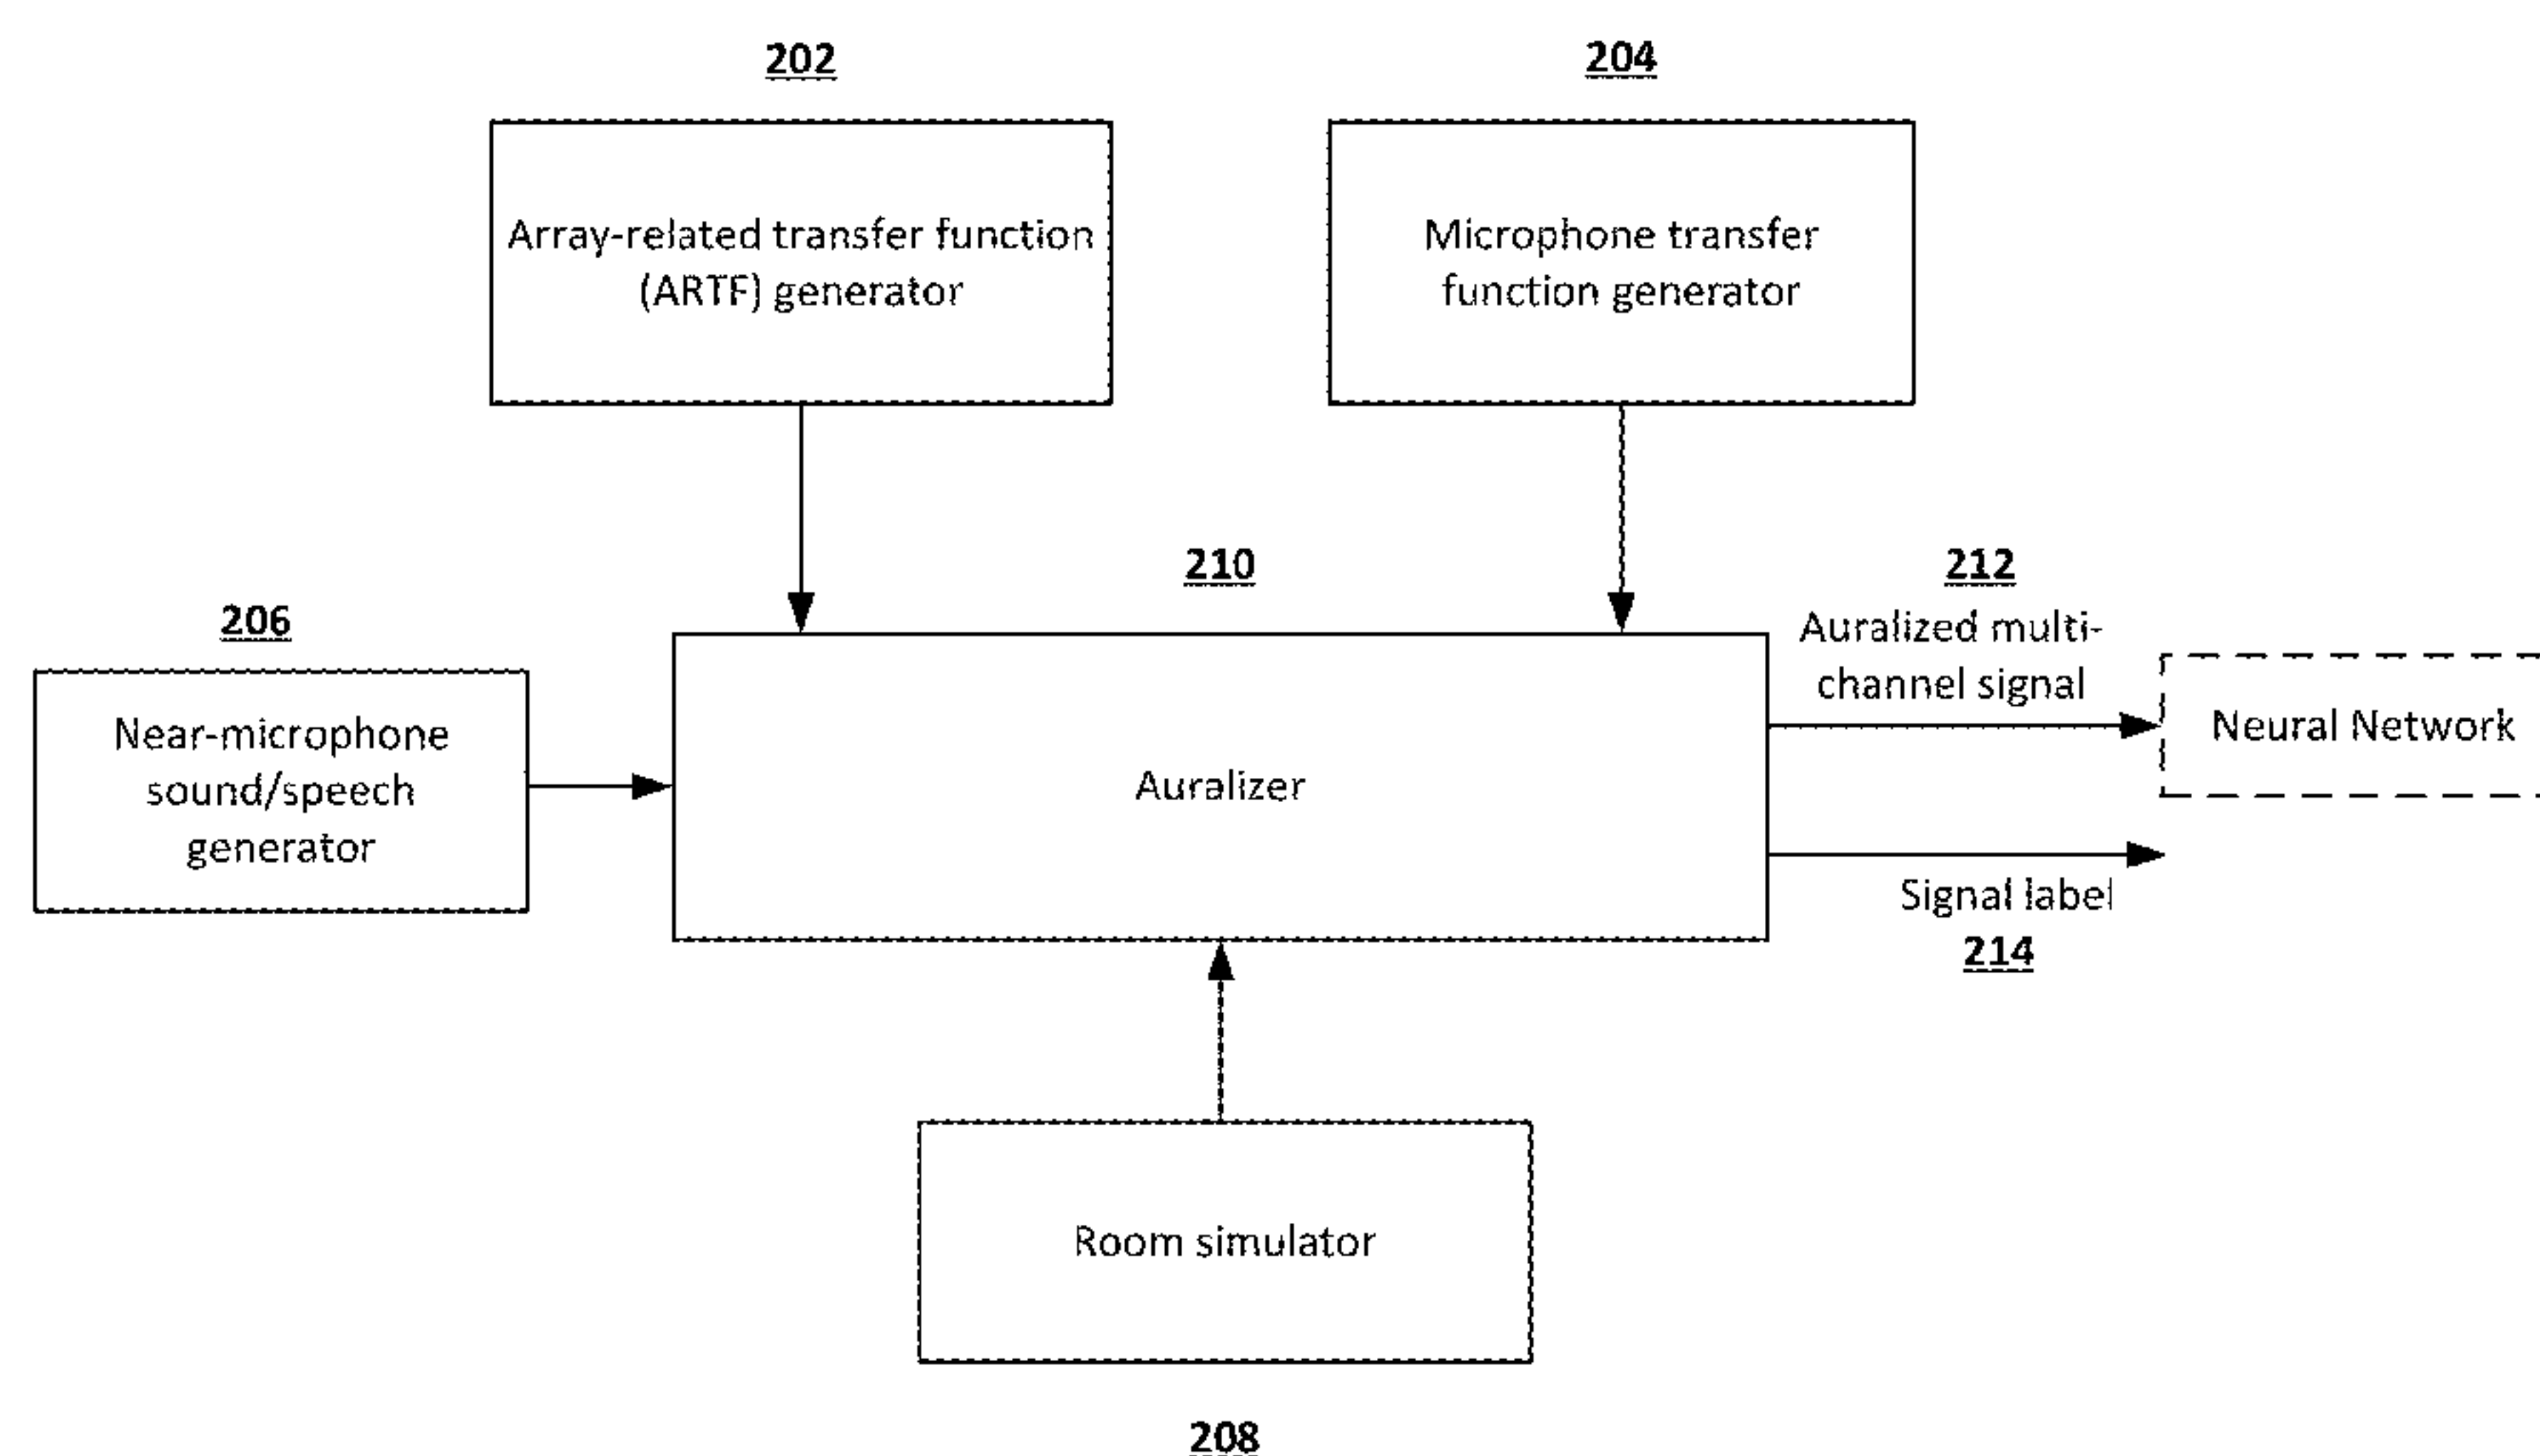 202
204
Array-related transfer function
(ARTF) generator
Microphone transfer
function generator
210
212
206
Auralized multi-
channel signal
Near-microphone
sound/speech
generator
Auralizer
Neural Network
Signal label
214
Room simulator
208